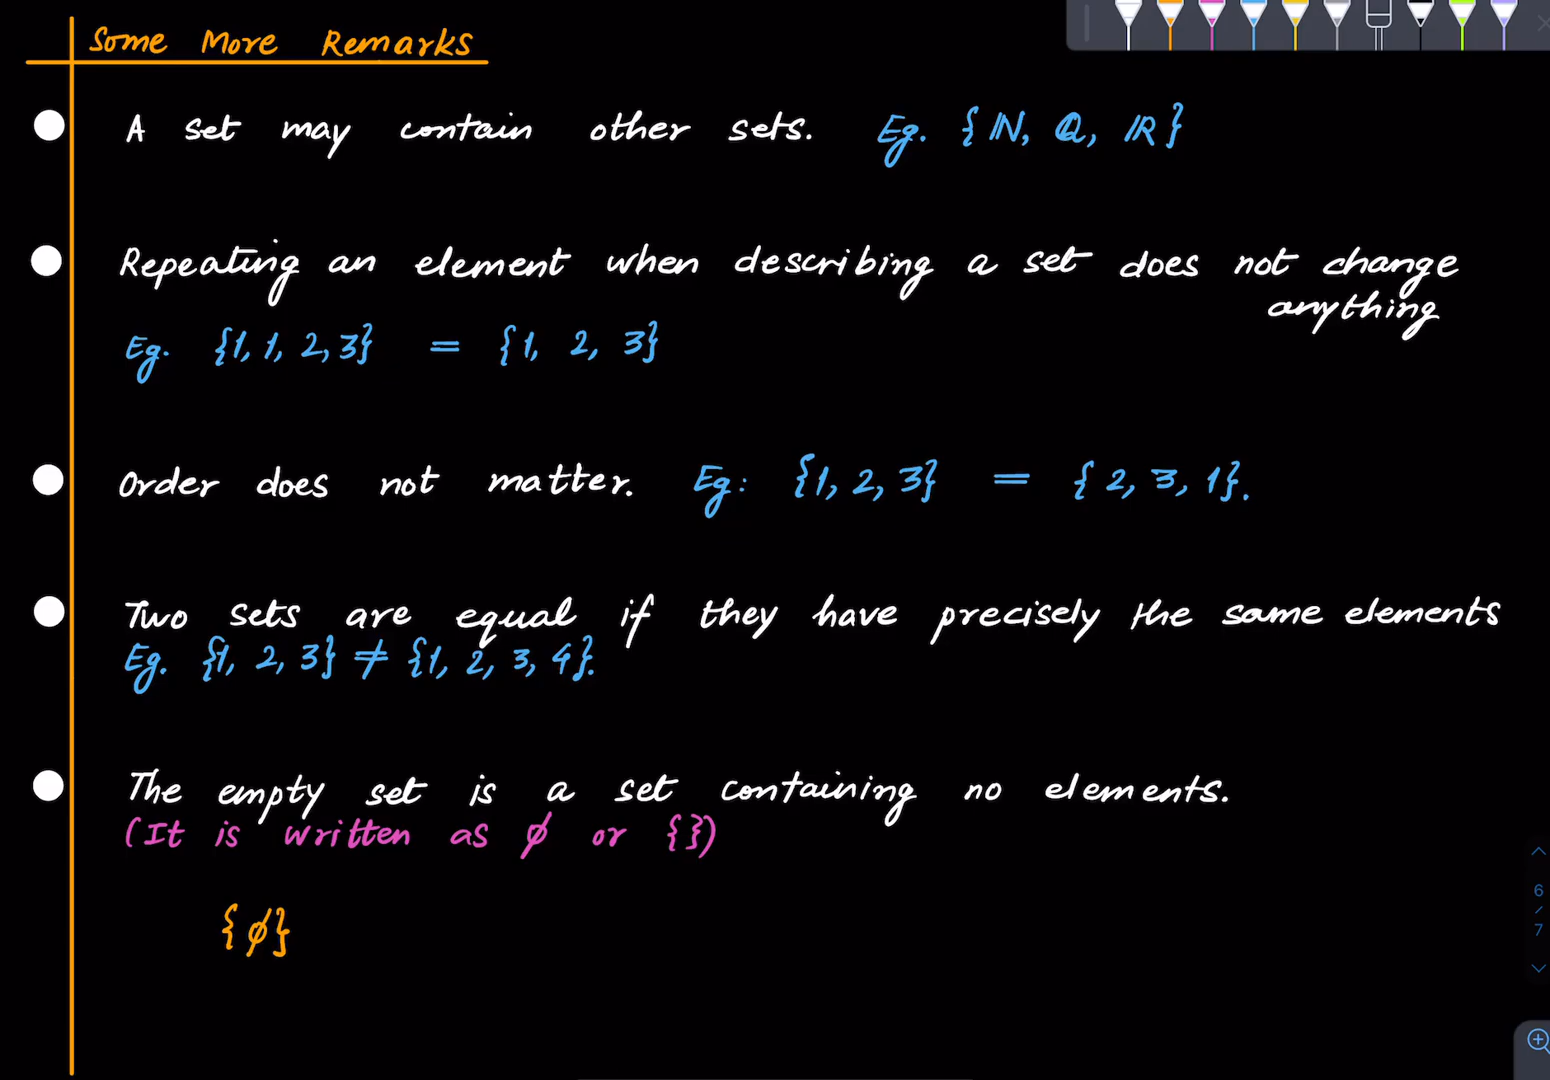 Some More Remarks
A set may contain other sets. Eg. {ℕ, ℚ, ℝ}
Repeating an element when describing a set does not change
anything
Eg. {1, 1, 2, 3} = {1, 2, 3}
Order does not matter. Eg: {1, 2, 3} = {2, 3, 1}.
Two sets are equal if they have precisely the same elements
Eg. {1, 2, 3} ≠ {1, 2, 3, 4}.
The empty set is a set containing no elements.
(It is written as ϕ or {})
{ϕ}
6
/
7